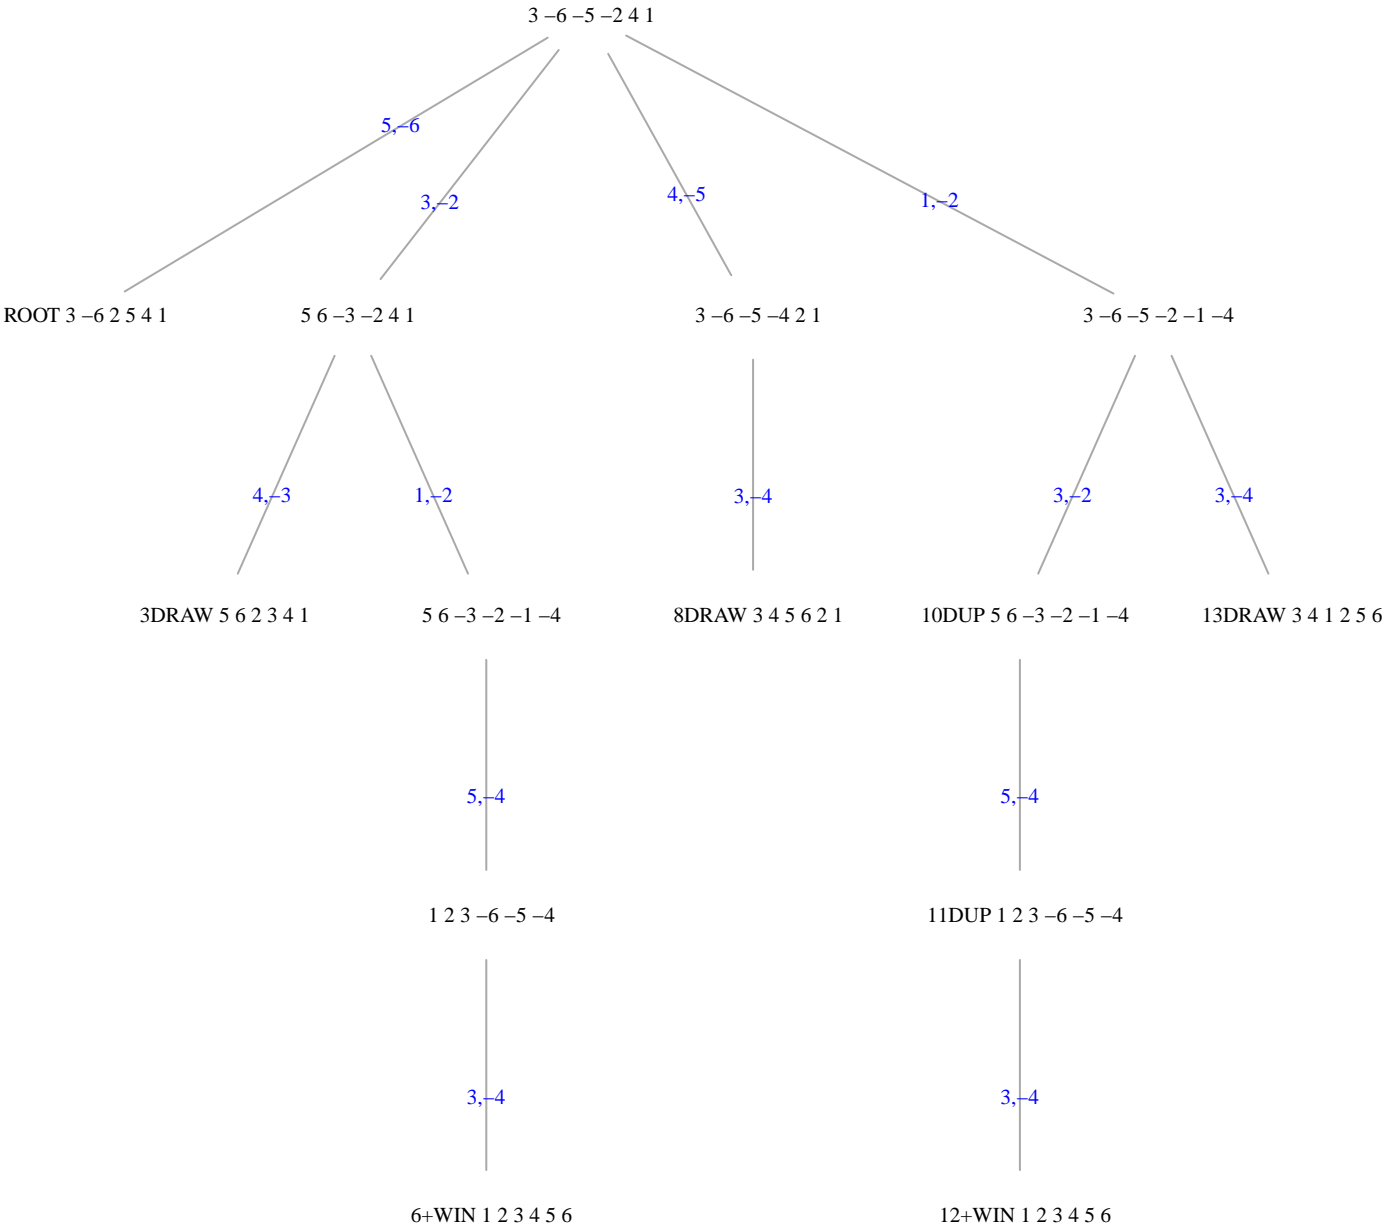 3 –6 –5 –2 4 1
5,–6
3,–2
4,–5
1,–2
ROOT 3 –6 2 5 4 1
5 6 –3 –2 4 1
3 –6 –5 –4 2 1
3 –6 –5 –2 –1 –4
4,–3
1,–2
3,–4
3,–2
3,–4
3DRAW 5 6 2 3 4 1
5 6 –3 –2 –1 –4
8DRAW 3 4 5 6 2 1
10DUP 5 6 –3 –2 –1 –4
13DRAW 3 4 1 2 5 6
5,–4
5,–4
1 2 3 –6 –5 –4
11DUP 1 2 3 –6 –5 –4
3,–4
3,–4
6+WIN 1 2 3 4 5 6
12+WIN 1 2 3 4 5 6